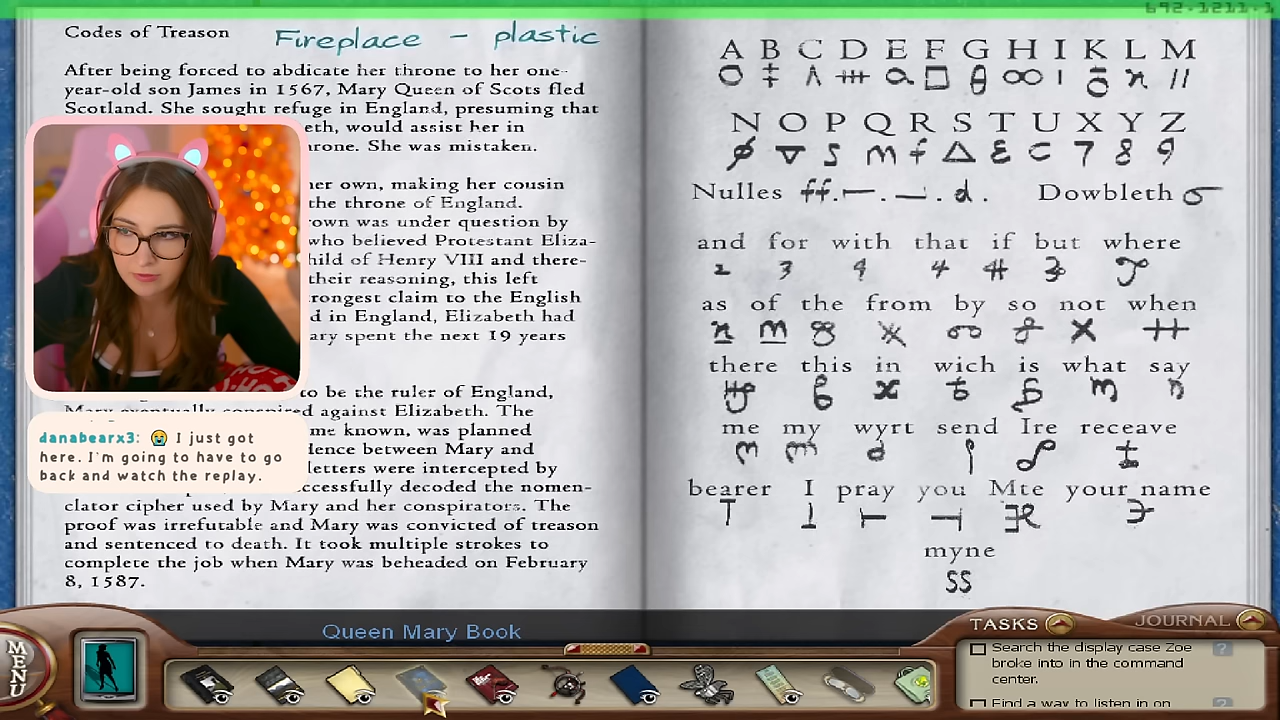 692-1211-1
Codes of Treason
Fireplace - plastic
After being forced to abdicate her throne to her one-
year-old son James in 1567, Mary Queen of Scots fled
Scotland. She sought refuge in England, presuming that
eth, would assist her in
hrone. She was mistaken.
her own, making her cousin
the throne of England.
rown was under question by
who believed Protestant Eliza-
hild of Henry VIII and there-
their reasoning, this left
rongest claim to the English
d in England, Elizabeth had
ary spent the next 19 years
to be the ruler of England,
Mary eventually conspired against Elizabeth. The
me known, was planned
dence between Mary and
letters were intercepted by
ccessfully decoded the nomen-
clator cipher used by Mary and her conspirators. The
proof was irrefutable and Mary was convicted of treason
and sentenced to death. It took multiple strokes to
complete the job when Mary was beheaded on February
8, 1587.
danabearx3: 😭 I just got
here. I'm going to have to go
back and watch the replay.
A B C D E F G H I K L M
N O P Q R S T U X Y Z
Nulles ff. Dowbleth
and for with that if but where
as of the from by so not when
there this in wich is what say
me my wyrt send Ire receave
bearer I pray you Mte your name
myne
SS
Queen Mary Book
MENU
TASKS
JOURNAL
Search the display case Zoe
broke into in the command
center.
Find a way to listen in on